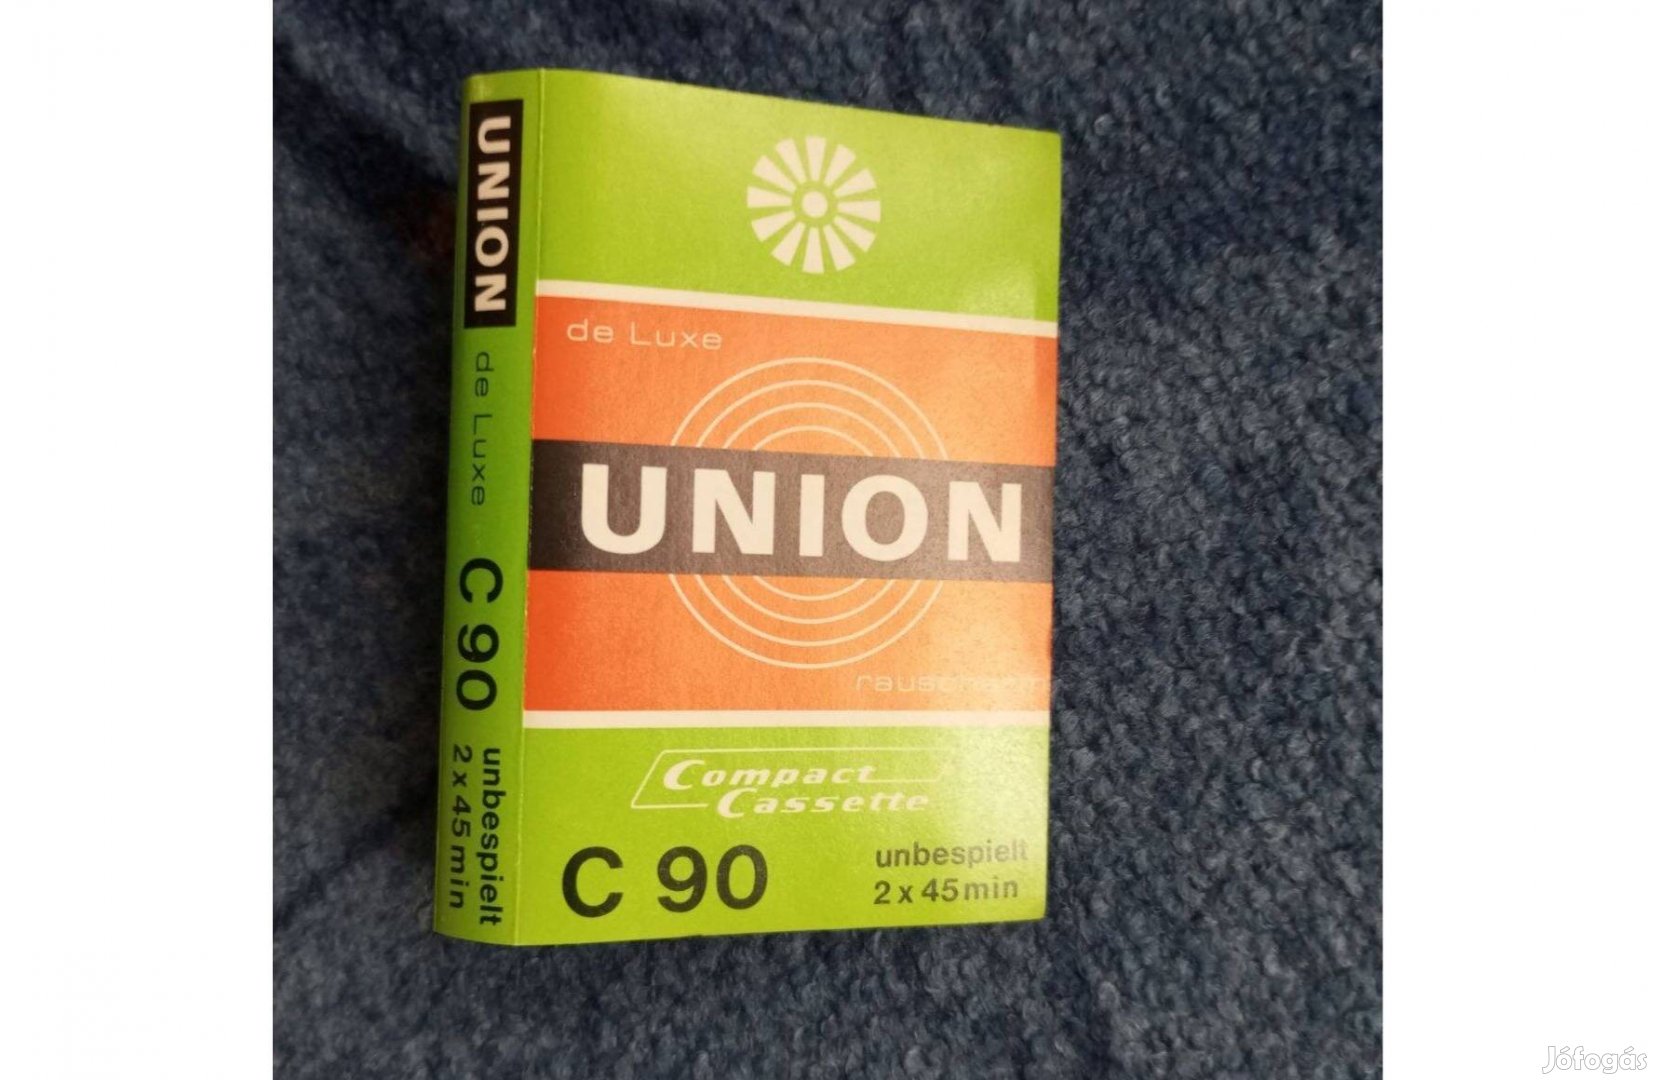 UNION
de Luxe
C 90
unbespielt
2 x 45 min
de Luxe
UNION
rauscharm
Compact
Cassette
C 90
unbespielt
2 x 45 min
Jófogás